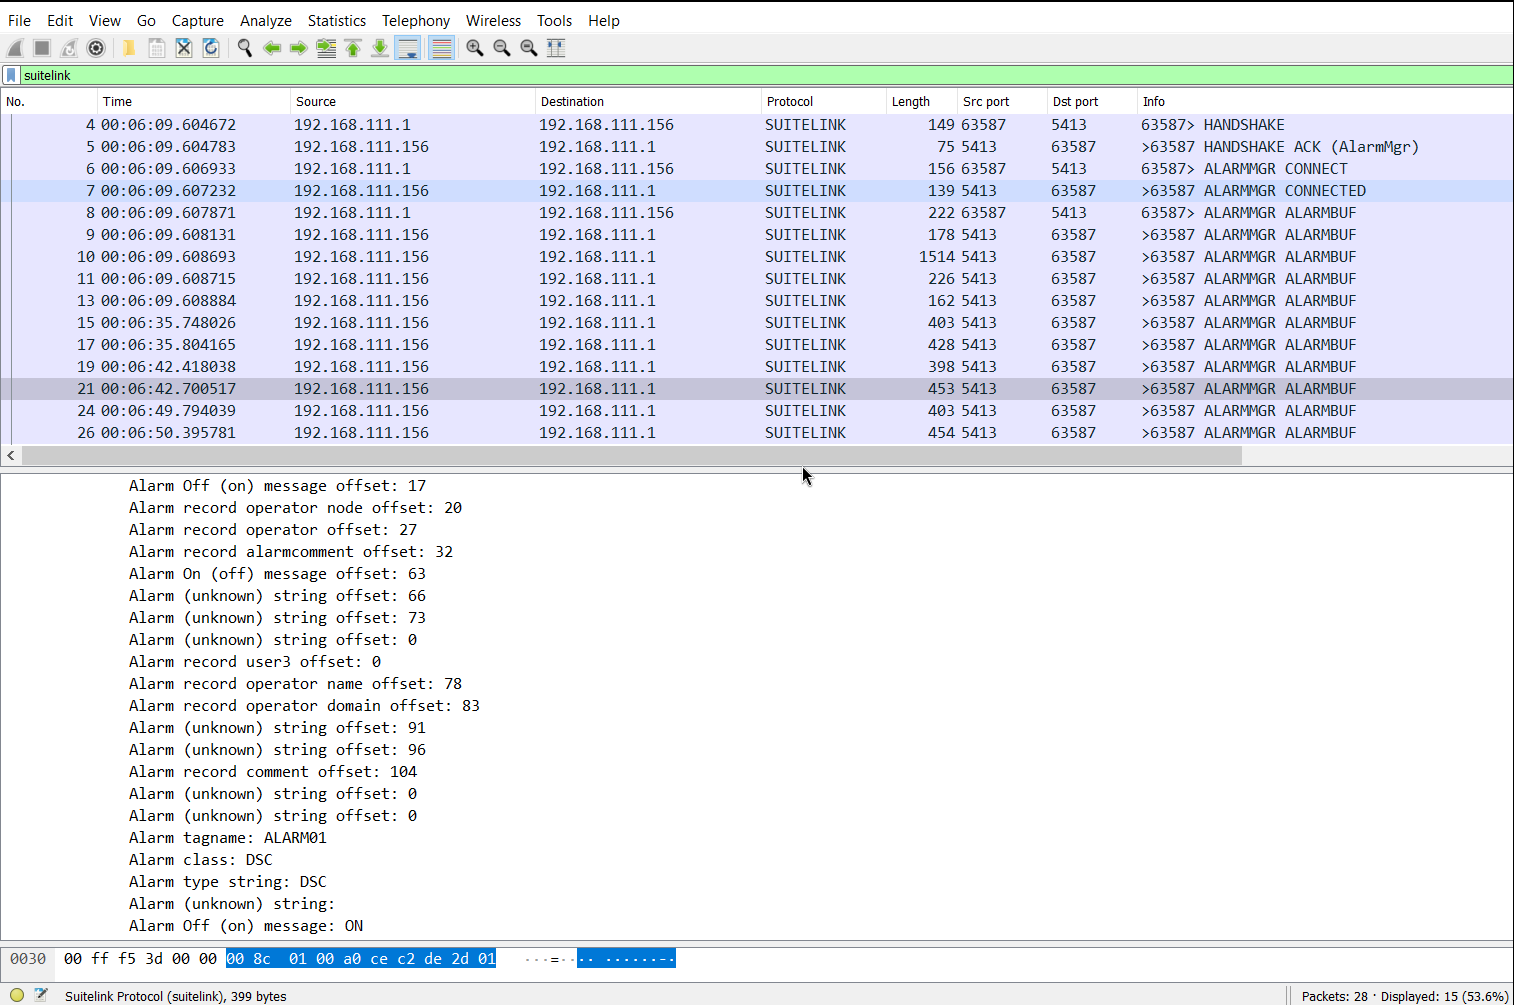 File Edit View Go Capture Analyze Statistics Telephony Wireless Tools Help
suitelink
No. Time Source Destination Protocol Length Src port Dst port Info
4 00:06:09.604672 192.168.111.1 192.168.111.156 SUITELINK 149 63587 5413 63587> HANDSHAKE
5 00:06:09.604783 192.168.111.156 192.168.111.1 SUITELINK 75 5413 63587 >63587 HANDSHAKE ACK (AlarmMgr)
6 00:06:09.606933 192.168.111.1 192.168.111.156 SUITELINK 156 63587 5413 63587> ALARMMGR CONNECT
7 00:06:09.607232 192.168.111.156 192.168.111.1 SUITELINK 139 5413 63587 >63587 ALARMMGR CONNECTED
8 00:06:09.607871 192.168.111.1 192.168.111.156 SUITELINK 222 63587 5413 63587> ALARMMGR ALARMBUF
9 00:06:09.608131 192.168.111.156 192.168.111.1 SUITELINK 178 5413 63587 >63587 ALARMMGR ALARMBUF
10 00:06:09.608693 192.168.111.156 192.168.111.1 SUITELINK 1514 5413 63587 >63587 ALARMMGR ALARMBUF
11 00:06:09.608715 192.168.111.156 192.168.111.1 SUITELINK 226 5413 63587 >63587 ALARMMGR ALARMBUF
13 00:06:09.608884 192.168.111.156 192.168.111.1 SUITELINK 162 5413 63587 >63587 ALARMMGR ALARMBUF
15 00:06:35.748026 192.168.111.156 192.168.111.1 SUITELINK 403 5413 63587 >63587 ALARMMGR ALARMBUF
17 00:06:35.804165 192.168.111.156 192.168.111.1 SUITELINK 428 5413 63587 >63587 ALARMMGR ALARMBUF
19 00:06:42.418038 192.168.111.156 192.168.111.1 SUITELINK 398 5413 63587 >63587 ALARMMGR ALARMBUF
21 00:06:42.700517 192.168.111.156 192.168.111.1 SUITELINK 453 5413 63587 >63587 ALARMMGR ALARMBUF
24 00:06:49.794039 192.168.111.156 192.168.111.1 SUITELINK 403 5413 63587 >63587 ALARMMGR ALARMBUF
26 00:06:50.395781 192.168.111.156 192.168.111.1 SUITELINK 454 5413 63587 >63587 ALARMMGR ALARMBUF
Alarm Off (on) message offset: 17
Alarm record operator node offset: 20
Alarm record operator offset: 27
Alarm record alarmcomment offset: 32
Alarm On (off) message offset: 63
Alarm (unknown) string offset: 66
Alarm (unknown) string offset: 73
Alarm (unknown) string offset: 0
Alarm record user3 offset: 0
Alarm record operator name offset: 78
Alarm record operator domain offset: 83
Alarm (unknown) string offset: 91
Alarm (unknown) string offset: 96
Alarm record comment offset: 104
Alarm (unknown) string offset: 0
Alarm (unknown) string offset: 0
Alarm tagname: ALARM01
Alarm class: DSC
Alarm type string: DSC
Alarm (unknown) string:
Alarm Off (on) message: ON
0030 00 ff f5 3d 00 00 00 8c 01 00 a0 ce c2 de 2d 01 ···=···· ······-·
Suitelink Protocol (suitelink), 399 bytes Packets: 28 · Displayed: 15 (53.6%)